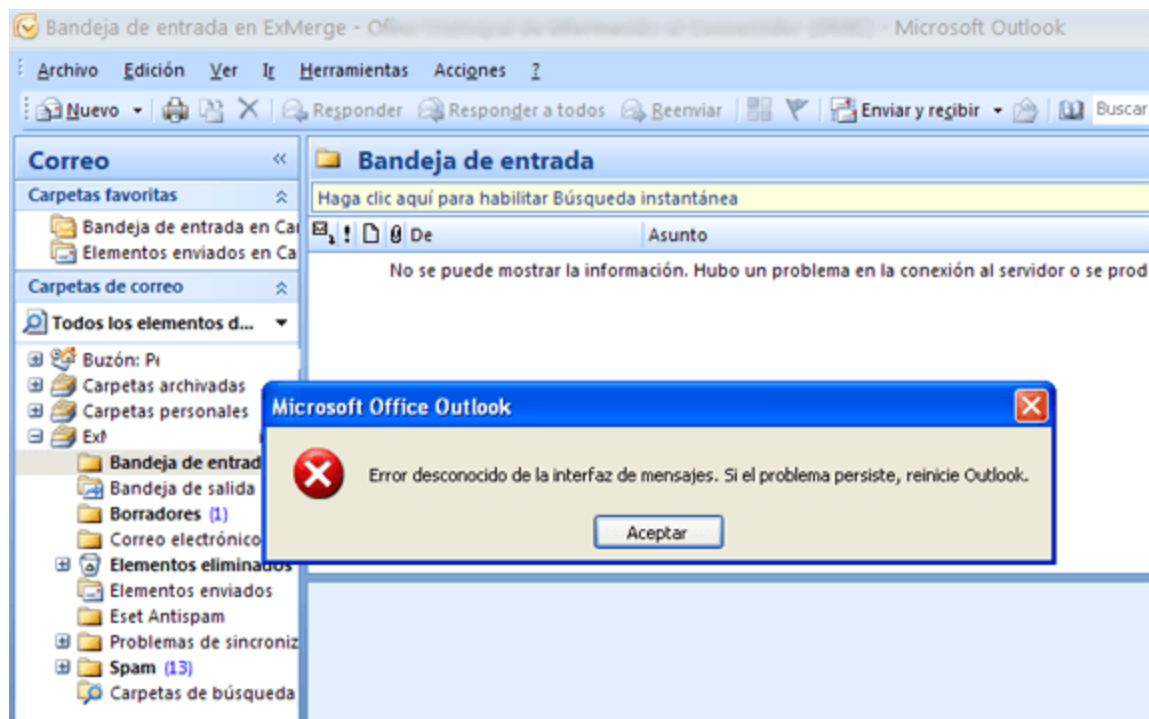 Bandeja de entrada en ExMerge - - Microsoft Outlook
Archivo Edición Ver Ir Herramientas Acciones ?
Nuevo Responder Responder a todos Reenviar Enviar y recibir Buscar
Correo «
Carpetas favoritas
Bandeja de entrada en Car
Elementos enviados en Ca
Carpetas de correo
Todos los elementos d...
Buzón: Pe
Carpetas archivadas
Carpetas personales
Bandeja de entrad
Bandeja de salida
Borradores (1)
Correo electrónico
Elementos eliminados
Elementos enviados
Eset Antispam
Problemas de sincroniz
Spam (13)
Carpetas de búsqueda
Bandeja de entrada
Haga clic aquí para habilitar Búsqueda instantánea
! De Asunto
No se puede mostrar la información. Hubo un problema en la conexión al servidor o se prod
Microsoft Office Outlook
Error desconocido de la interfaz de mensajes. Si el problema persiste, reinicie Outlook.
Aceptar